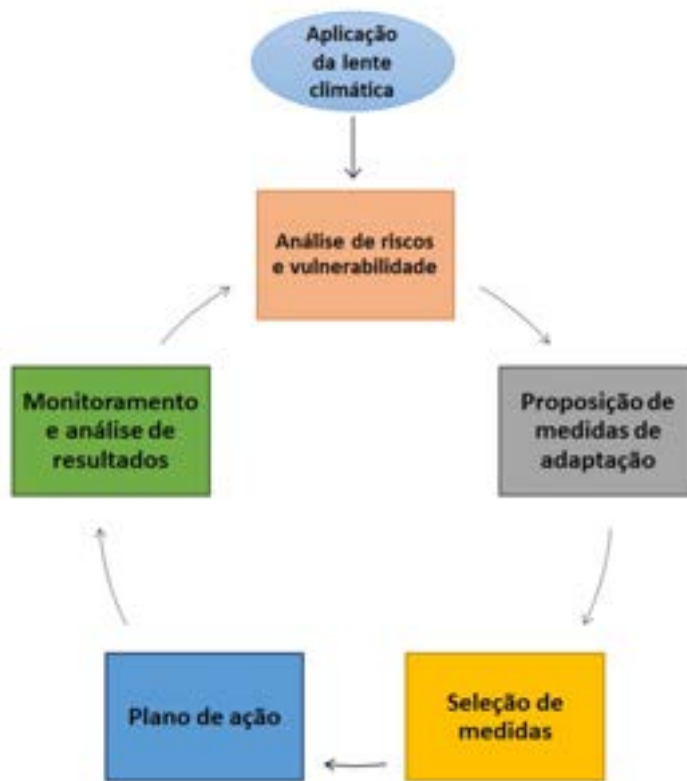 Aplicação
da lente
climática
Análise de riscos
e vulnerabilidade
Monitoramento
e análise de
resultados
Proposição de
medidas de
adaptação
Plano de ação
Seleção de
medidas